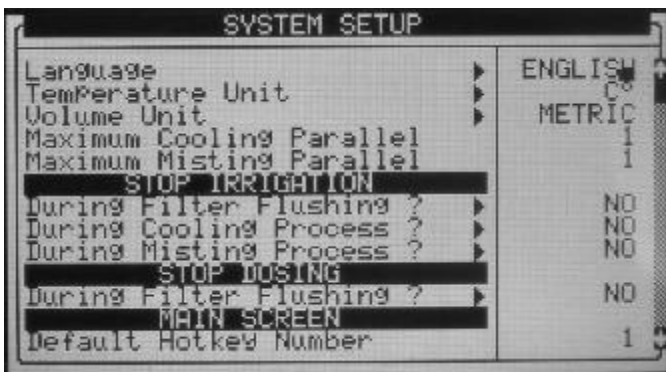 SYSTEM SETUP
Language ENGLISH
Temperature Unit C°
Volume Unit METRIC
Maximum Cooling Parallel 1
Maximum Misting Parallel 1
STOP IRRIGATION
During Filter Flushing ? NO
During Cooling Process ? NO
During Misting Process ? NO
STOP DOSING
During Filter Flushing ? NO
MAIN SCREEN
Default Hotkey Number 1